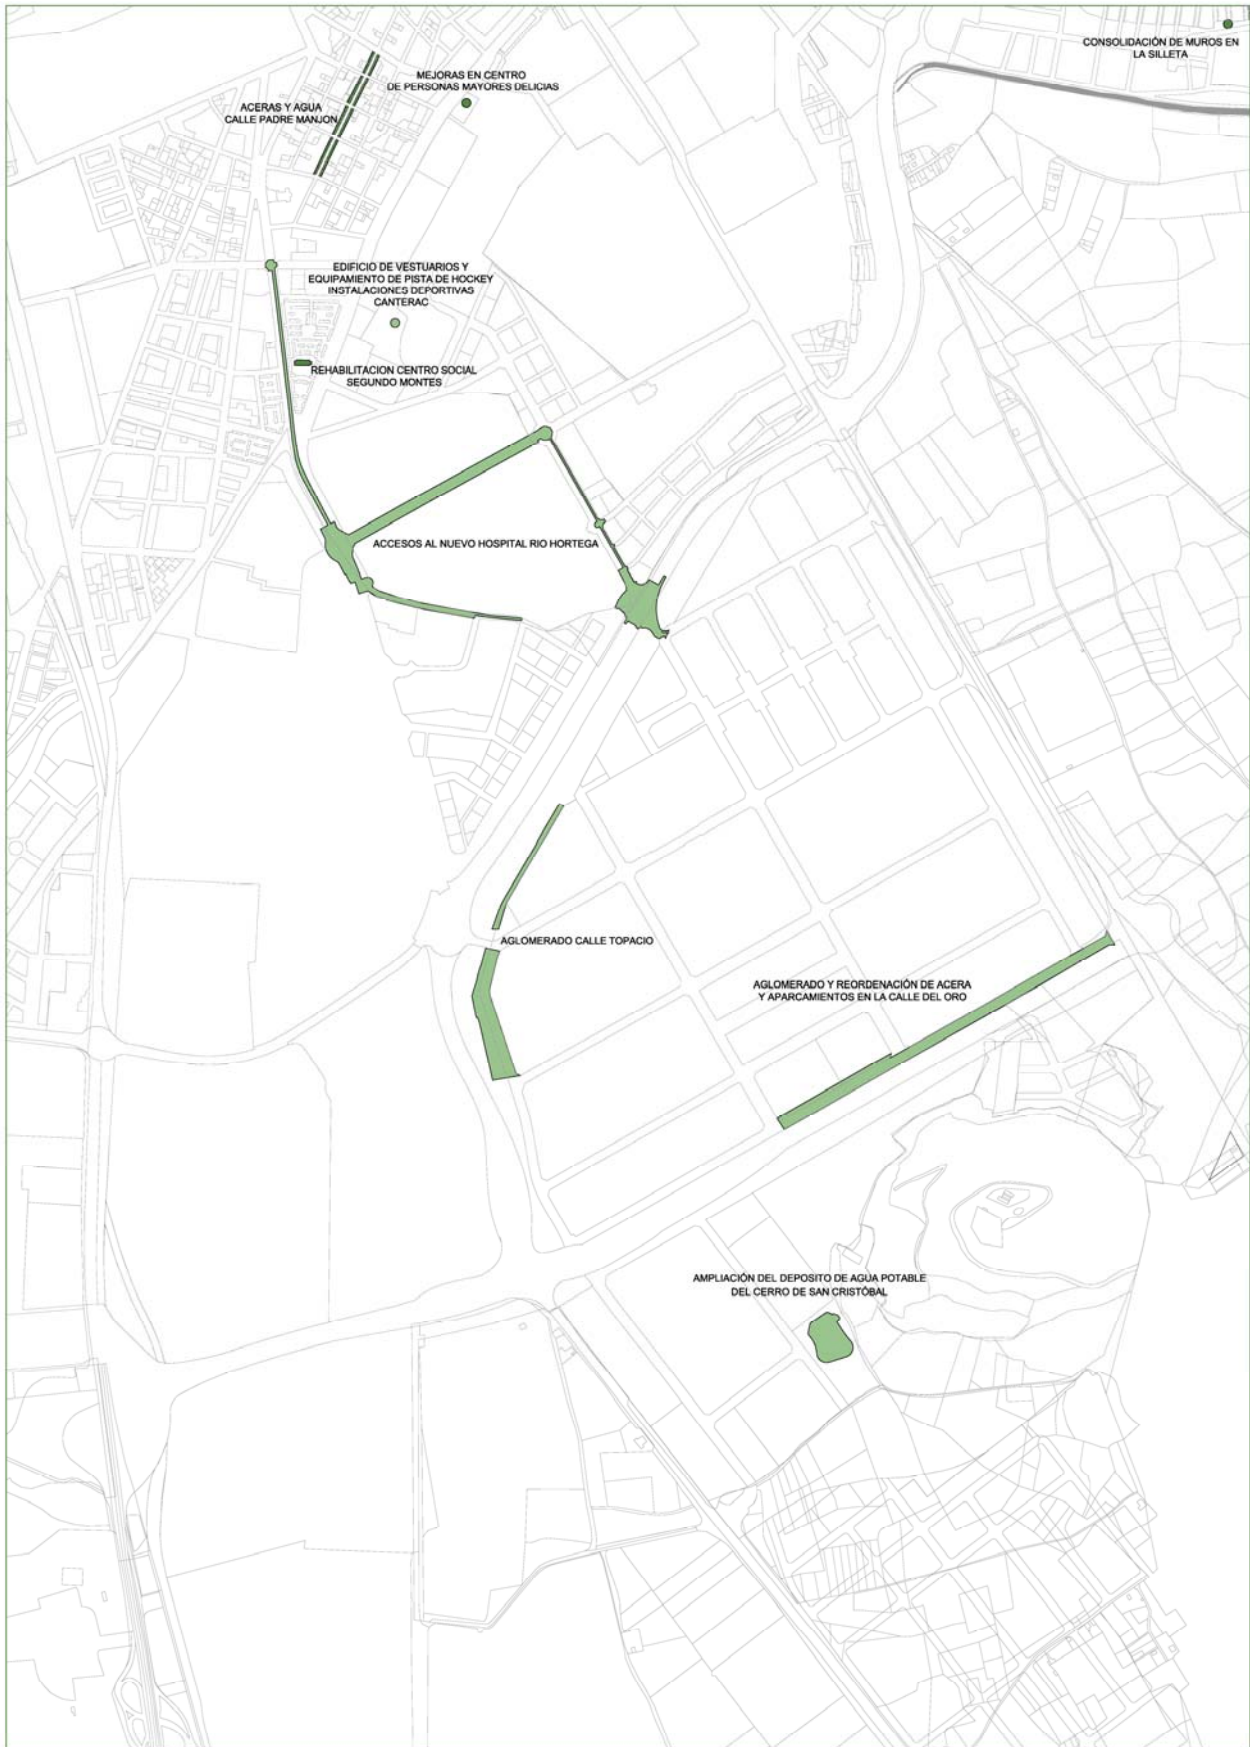 CONSOLIDACIÓN DE MUROS EN
LA SILLETA
MEJORAS EN CENTRO
DE PERSONAS MAYORES DELICIAS
ACERAS Y AGUA
CALLE PADRE MANJON
EDIFICIO DE VESTUARIOS Y
EQUIPAMIENTO DE PISTA DE HOCKEY
INSTALACIONES DEPORTIVAS
CANTERAC
REHABILITACION CENTRO SOCIAL
SEGUNDO MONTES
ACCESOS AL NUEVO HOSPITAL RIO HORTEGA
AGLOMERADO CALLE TOPACIO
AGLOMERADO Y REORDENACIÓN DE ACERA
Y APARCAMIENTOS EN LA CALLE DEL ORO
AMPLIACIÓN DEL DEPOSITO DE AGUA POTABLE
DEL CERRO DE SAN CRISTÓBAL